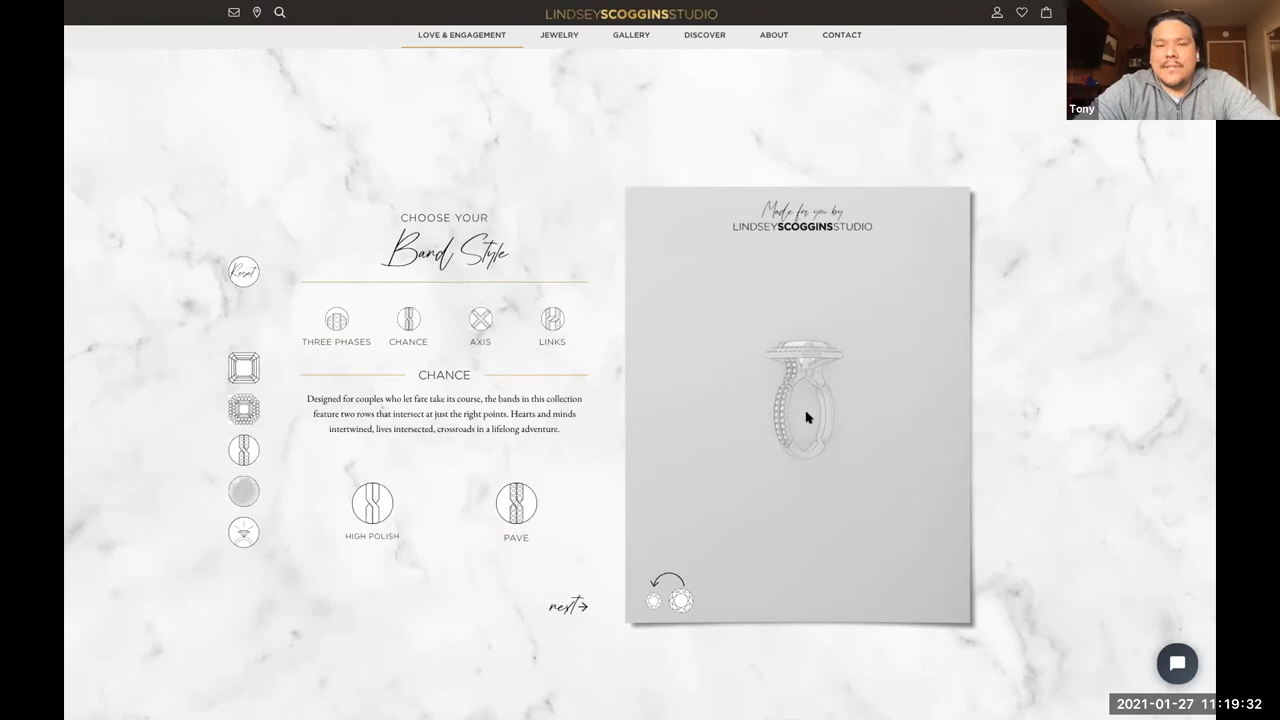 LINDSEYSCOGGINSSTUDIO
LOVE & ENGAGEMENT JEWELRY GALLERY DISCOVER ABOUT CONTACT
Tony
CHOOSE YOUR
Band Style
Reset
THREE PHASES CHANCE AXIS LINKS
CHANCE
Designed for couples who let fate take its course, the bands in this collection
feature two rows that intersect at just the right points. Hearts and minds
intertwined, lives intersected, crossroads in a lifelong adventure.
HIGH POLISH PAVE
next
Made for you by
LINDSEYSCOGGINSSTUDIO
2021-01-27 11:19:32